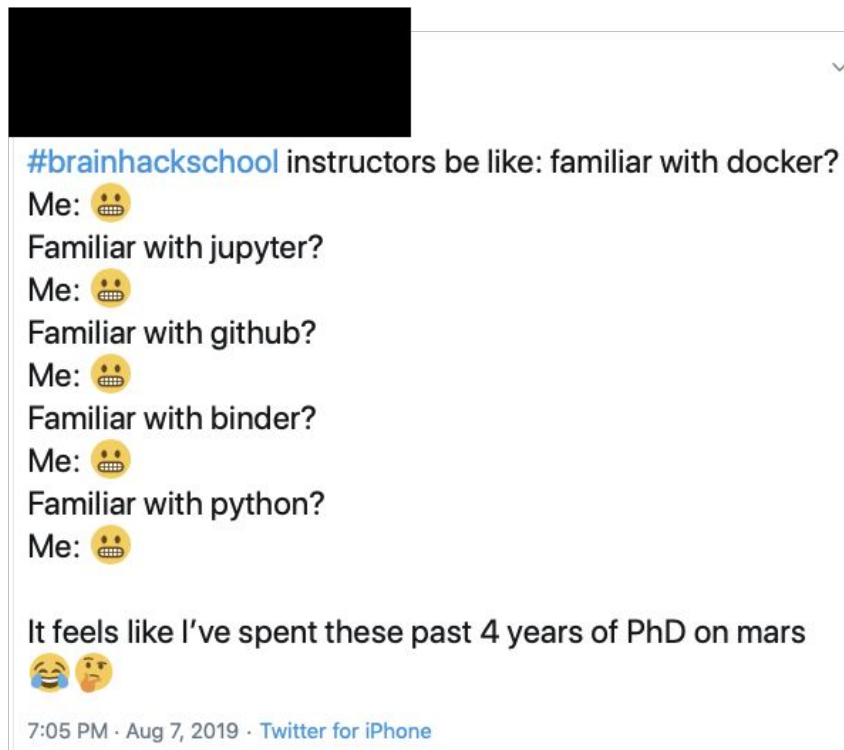 #brainhackschool instructors be like: familiar with docker?
Me: 😬
Familiar with jupyter?
Me: 😬
Familiar with github?
Me: 😬
Familiar with binder?
Me: 😬
Familiar with python?
Me: 😬
It feels like I’ve spent these past 4 years of PhD on mars
😂🤔
7:05 PM · Aug 7, 2019 · Twitter for iPhone